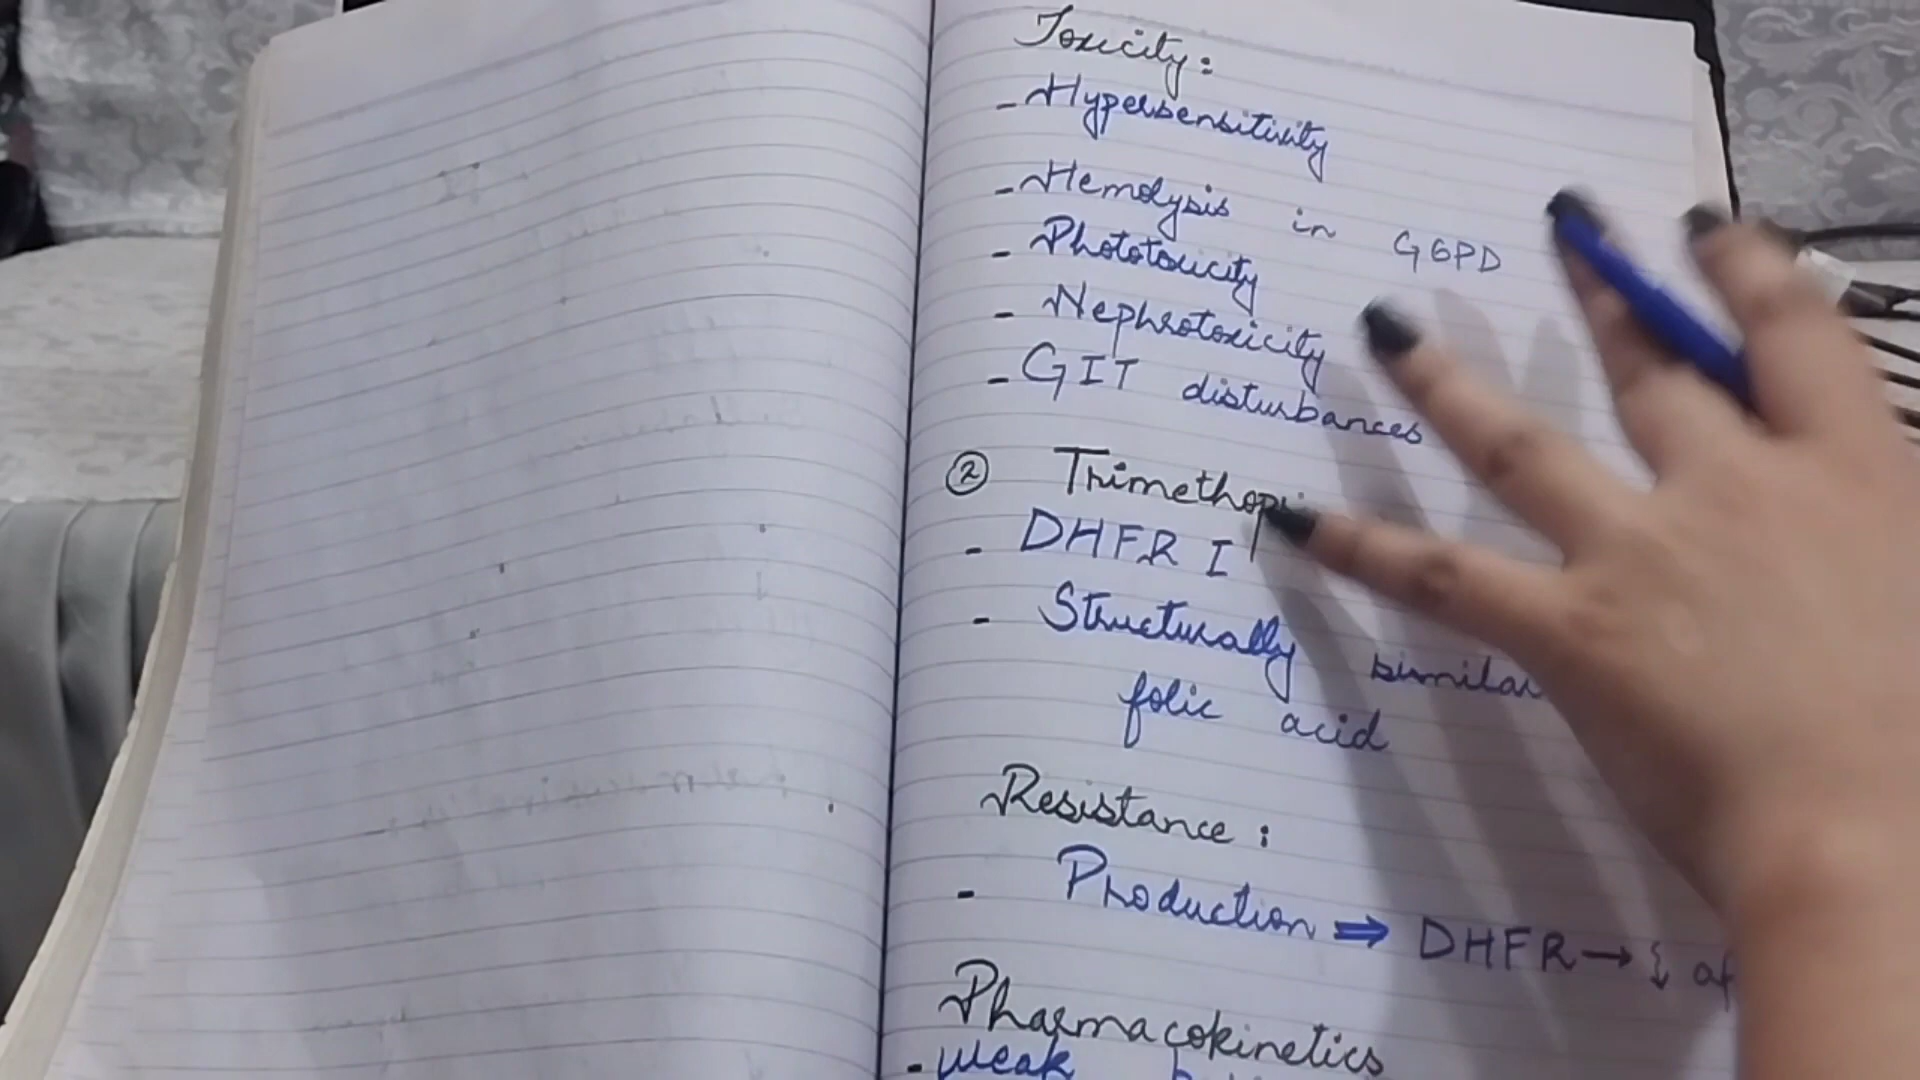 Toxicity:
- Hypersensitivity
- Hemolysis in G6PD
- Phototoxicity
- Nephrotoxicity
- GIT disturbances
② Trimethop
- DHFR I
- Structurally similar
folic acid
Resistance:
- Production ⇒ DHFR → ↓ af
Pharmacokinetics
- weak